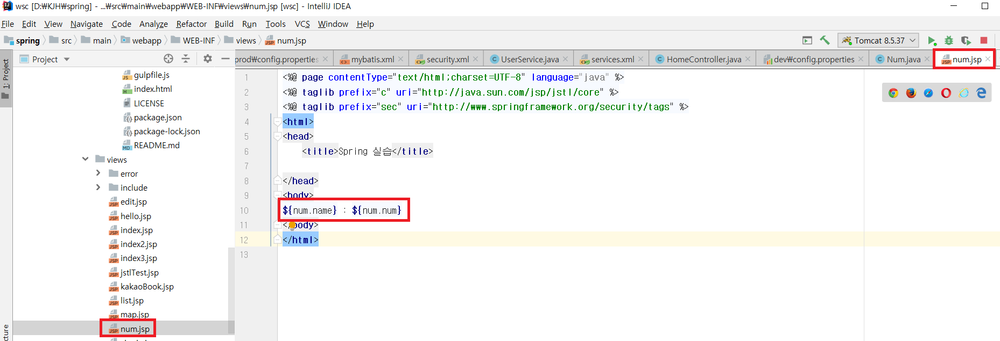 wsc [D:₩KJH₩spring] - ...₩src₩main₩webapp₩WEB-INF₩views₩num.jsp [wsc] - IntelliJ IDEA
File Edit View Navigate Code Analyze Refactor Build Run Tools VCS Window Help
spring src main webapp WEB-INF views num.jsp Tomcat 8.5.37
1: Project
Project
prod₩config.properties mybatis.xml security.xml UserService.java services.xml HomeController.java dev₩config.properties Num.java num.jsp
gulpfile.js
index.html
LICENSE
package.json
package-lock.json
README.md
views
error
include
edit.jsp
hello.jsp
index.jsp
index2.jsp
index3.jsp
jstlTest.jsp
kakaoBook.jsp
list.jsp
map.jsp
num.jsp
1 <%@ page contentType="text/html;charset=UTF-8" language="java" %>
2 <%@ taglib prefix="c" uri="http://java.sun.com/jsp/jstl/core" %>
3 <%@ taglib prefix="sec" uri="http://www.springframework.org/security/tags" %>
4 <html>
5 <head>
6 <title>Spring 실습</title>
7
8 </head>
9 <body>
10 ${num.name} : ${num.num}
11 </body>
12 </html>
13